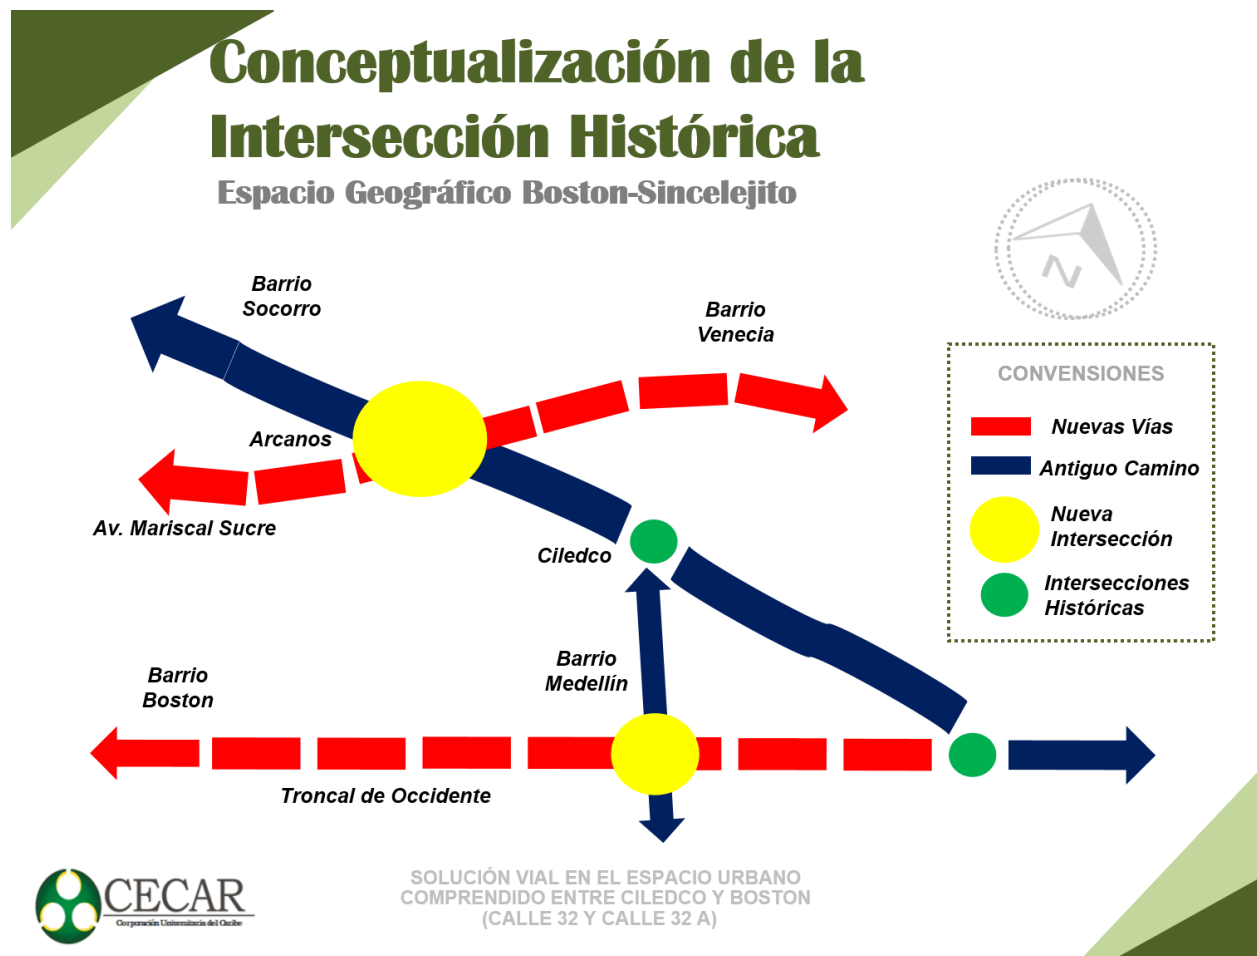 Conceptualización de la
Intersección Histórica
Espacio Geográfico Boston-Sincelejito
N
Barrio
Socorro
Barrio
Venecia
CONVENSIONES
Nuevas Vías
Antiguo Camino
Nueva
Intersección
Intersecciones
Históricas
Arcanos
Av. Mariscal Sucre
Ciledco
Barrio
Medellín
Barrio
Boston
Troncal de Occidente
SOLUCIÓN VIAL EN EL ESPACIO URBANO
COMPRENDIDO ENTRE CILEDCO Y BOSTON
(CALLE 32 Y CALLE 32 A)
CECAR
Corporación Universitaria del Caribe